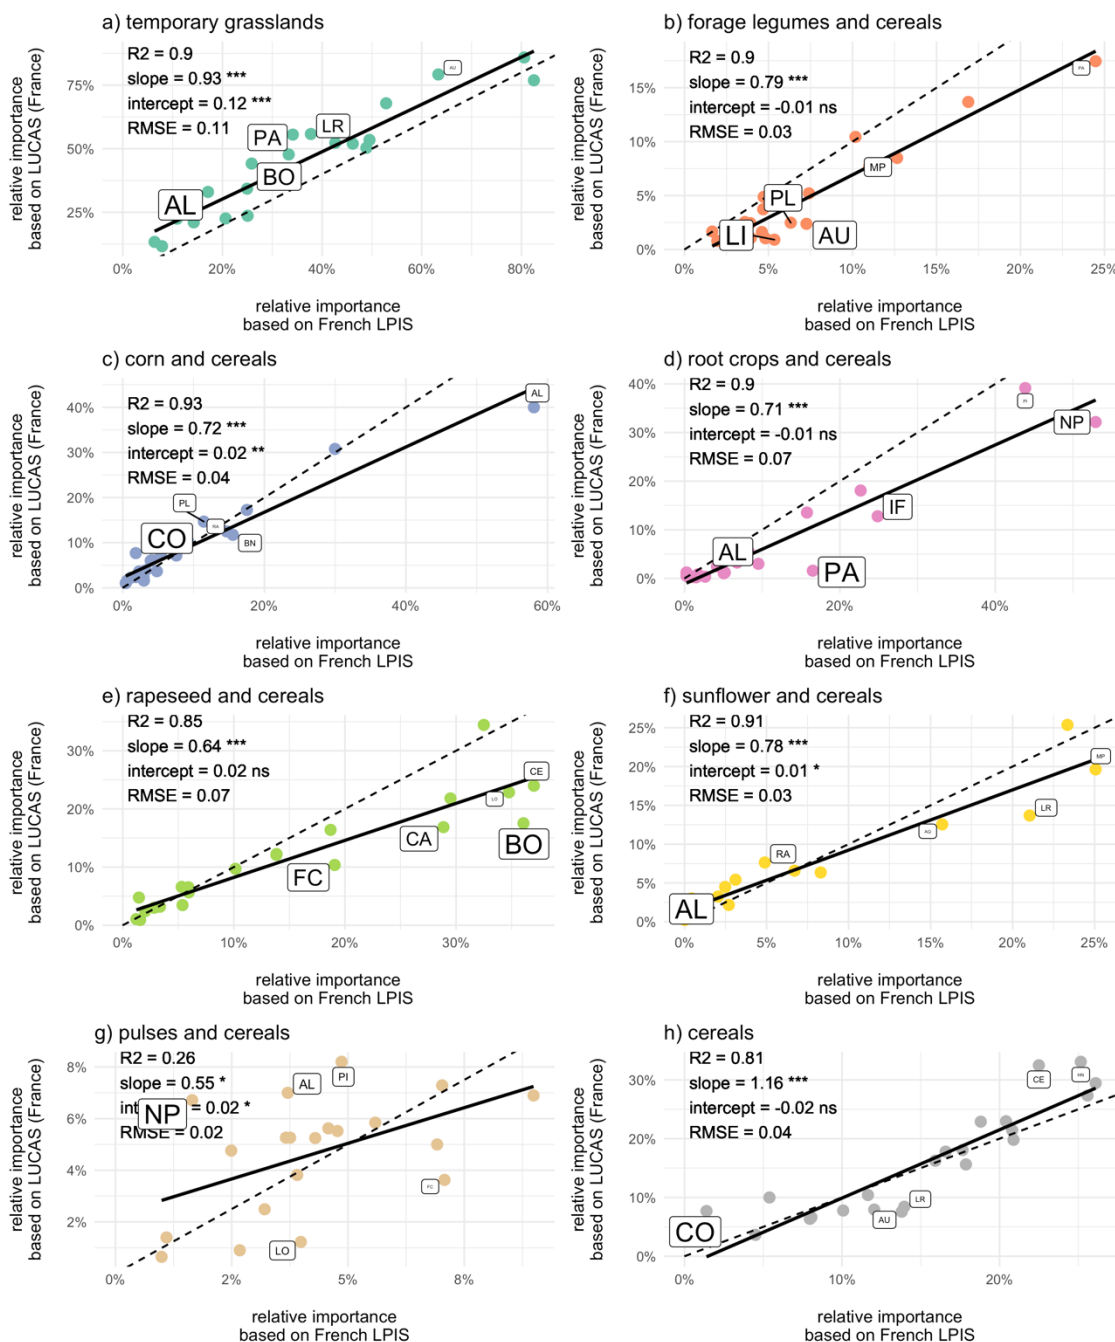 a) temporary grasslands
R2 = 0.9
slope = 0.93 ***
intercept = 0.12 ***
RMSE = 0.11
AU
LR
PA
BO
AL
75%
50%
25%
0%
20%
40%
60%
80%
relative importance
based on LUCAS (France)
relative importance
based on French LPIS
b) forage legumes and cereals
R2 = 0.9
slope = 0.79 ***
intercept = -0.01 ns
RMSE = 0.03
PA
MP
PL
LI
AU
15%
10%
5%
0%
0%
5%
10%
15%
20%
25%
relative importance
based on LUCAS (France)
relative importance
based on French LPIS
c) corn and cereals
R2 = 0.93
slope = 0.72 ***
intercept = 0.02 **
RMSE = 0.04
AL
PL
RA
BN
CO
40%
30%
20%
10%
0%
0%
20%
40%
60%
relative importance
based on LUCAS (France)
relative importance
based on French LPIS
d) root crops and cereals
R2 = 0.9
slope = 0.71 ***
intercept = -0.01 ns
RMSE = 0.07
PI
NP
IF
AL
PA
40%
30%
20%
10%
0%
0%
20%
40%
relative importance
based on LUCAS (France)
relative importance
based on French LPIS
e) rapeseed and cereals
R2 = 0.85
slope = 0.64 ***
intercept = 0.02 ns
RMSE = 0.07
CE
LO
CA
BO
FC
30%
20%
10%
0%
0%
10%
20%
30%
relative importance
based on LUCAS (France)
relative importance
based on French LPIS
f) sunflower and cereals
R2 = 0.91
slope = 0.78 ***
intercept = 0.01 *
RMSE = 0.03
MP
LR
AQ
RA
AL
25%
20%
15%
10%
5%
0%
0%
5%
10%
15%
20%
25%
relative importance
based on LUCAS (France)
relative importance
based on French LPIS
g) pulses and cereals
R2 = 0.26
slope = 0.55 *
= 0.02 *
RMSE = 0.02
PI
AL
NP
FC
LO
8%
6%
4%
2%
0%
2%
5%
8%
relative importance
based on LUCAS (France)
relative importance
based on French LPIS
h) cereals
R2 = 0.81
slope = 1.16 ***
intercept = -0.02 ns
RMSE = 0.04
CE
LR
AU
CO
30%
20%
10%
0%
0%
10%
20%
relative importance
based on LUCAS (France)
relative importance
based on French LPIS